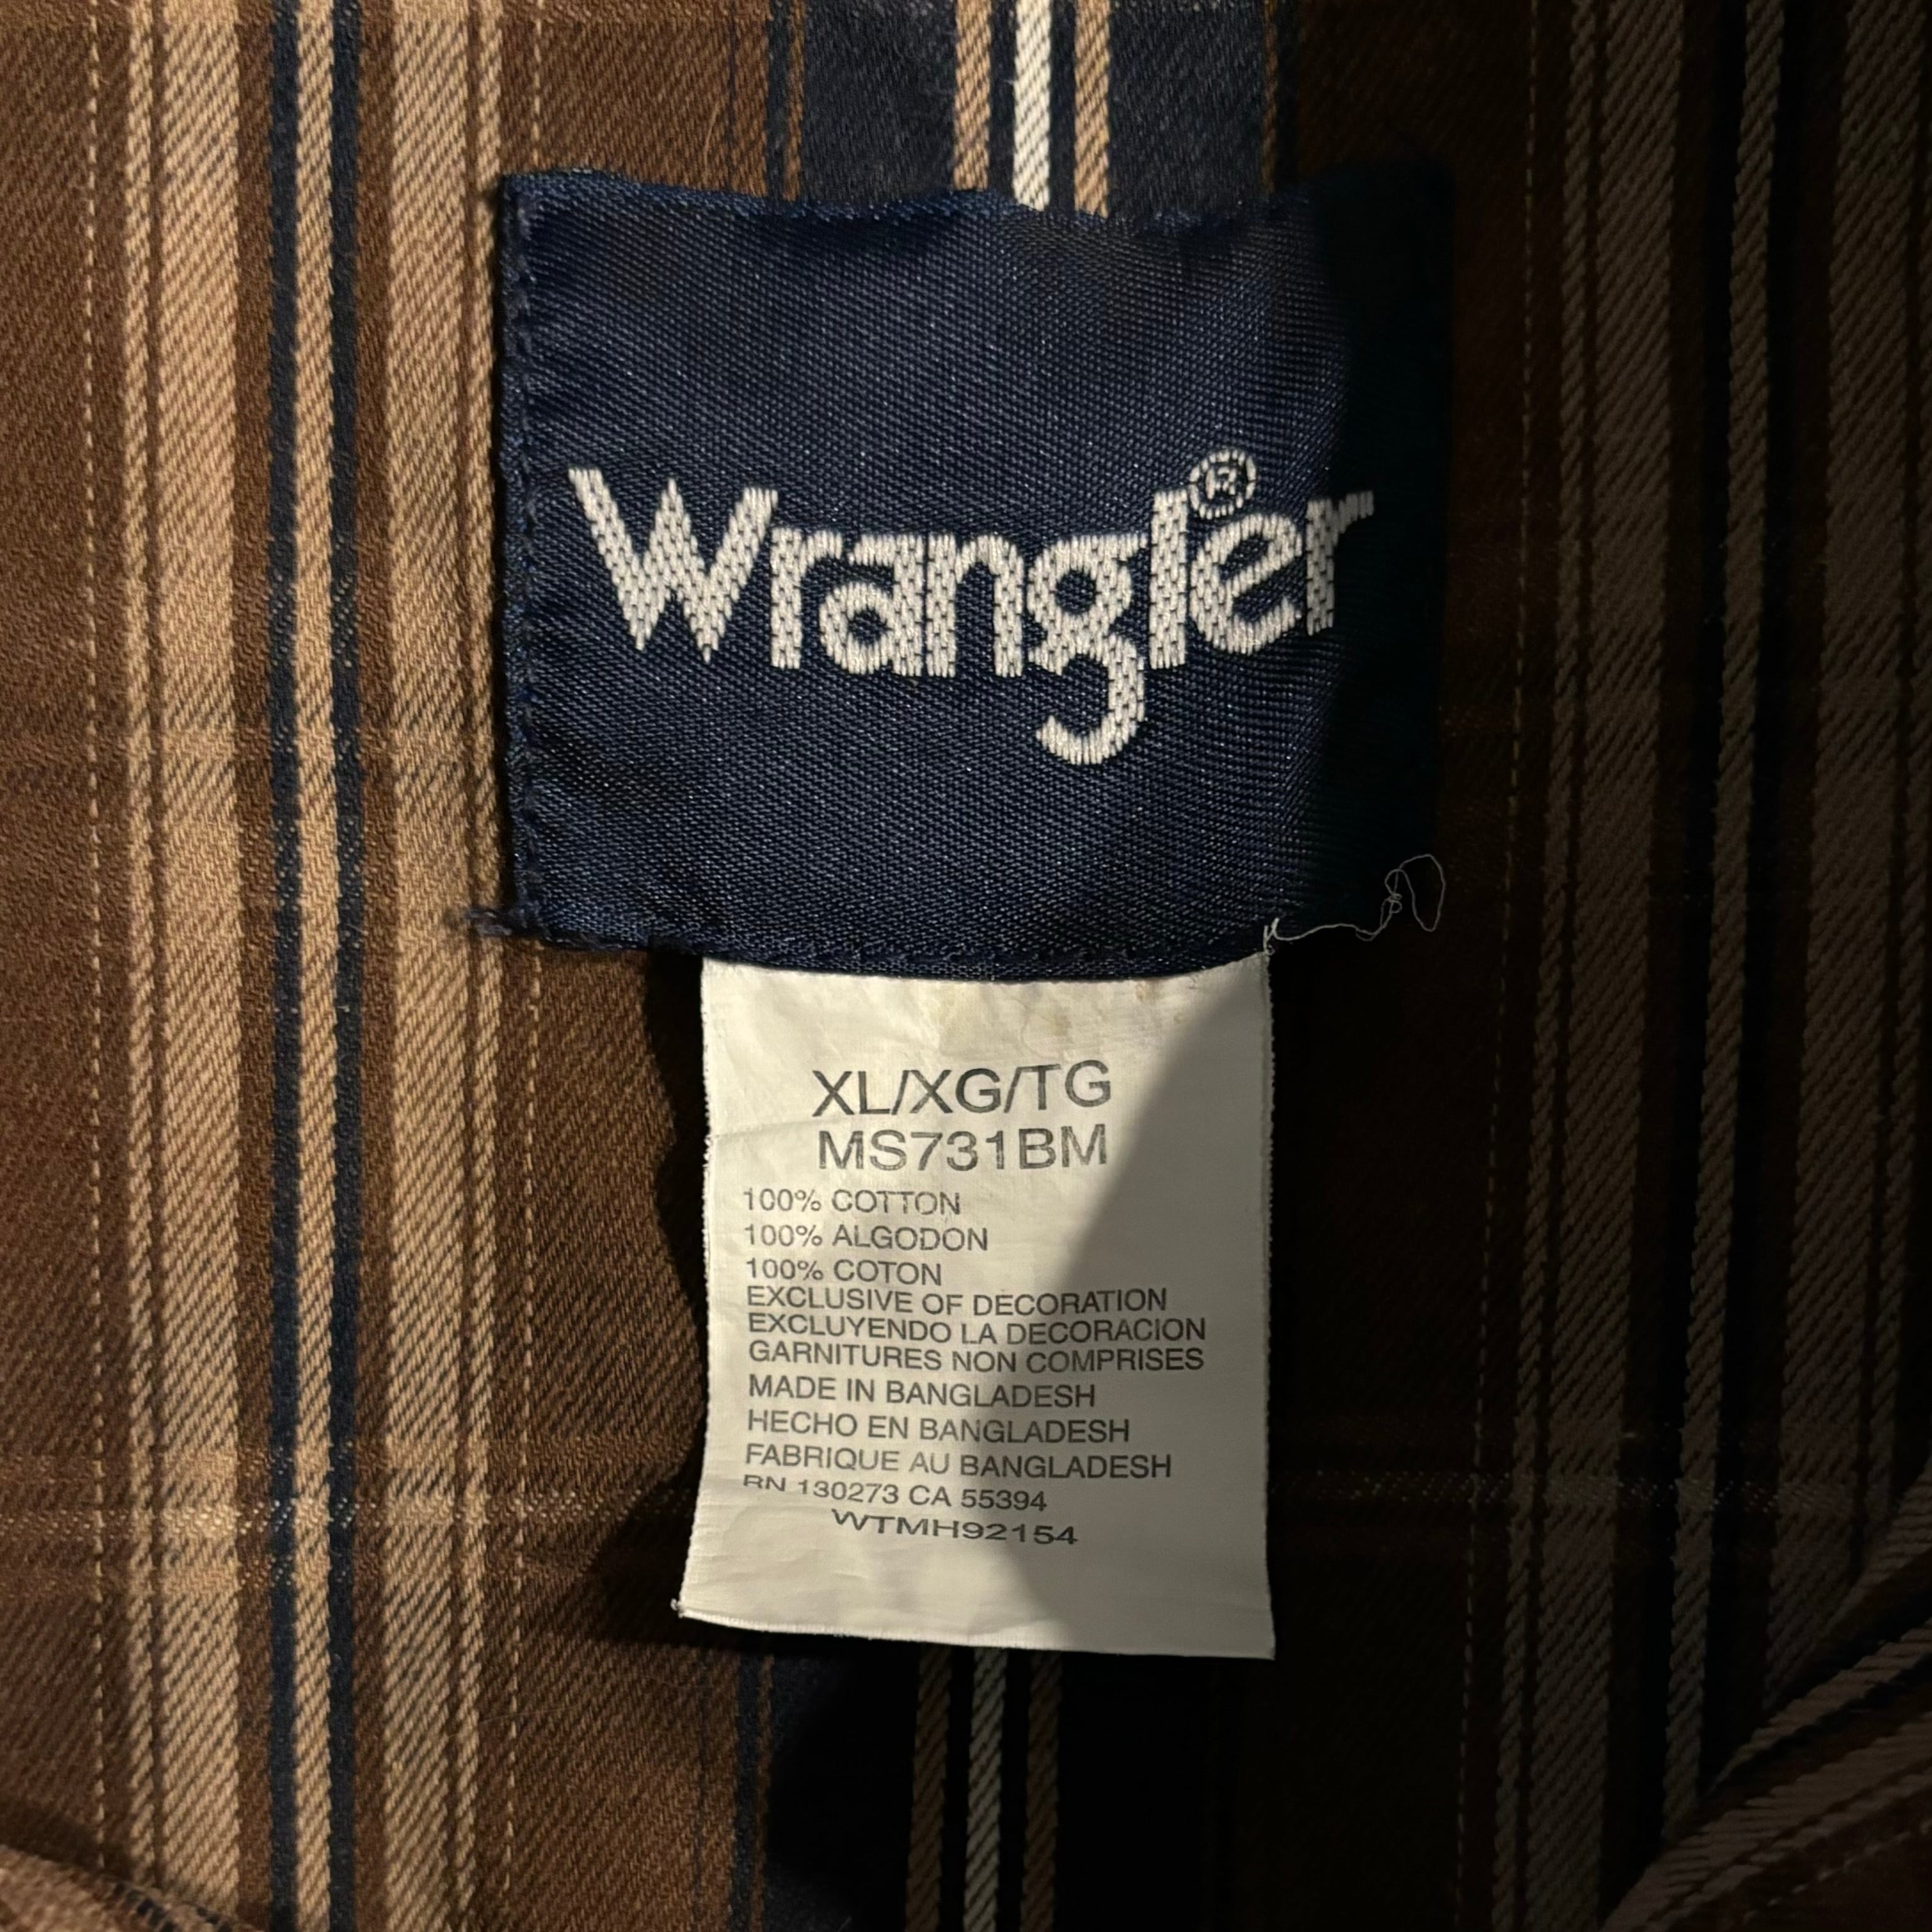 Wrangler®
XL/XG/TG
MS731BM
100% COTTON
100% ALGODON
100% COTON
EXCLUSIVE OF DECORATION
EXCLUYENDO LA DECORACION
GARNITURES NON COMPRISES
MADE IN BANGLADESH
HECHO EN BANGLADESH
FABRIQUE AU BANGLADESH
RN 130273 CA 55394
WTMH92154